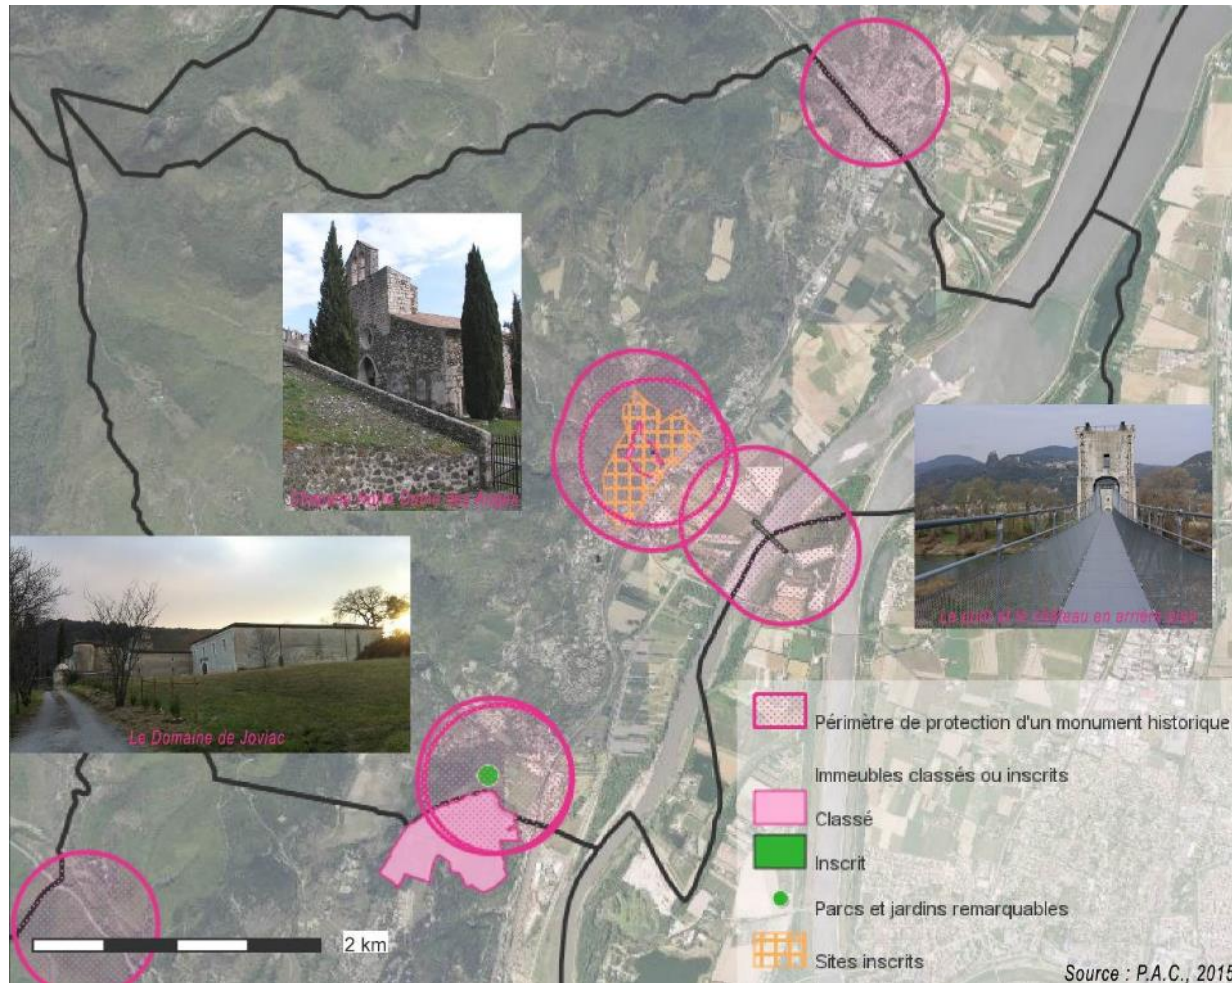 Le Domaine de Joviac
Périmètre de protection d'un monument historique
Immeubles classés ou inscrits
Classé
Inscrit
Parcs et jardins remarquables
Sites inscrits
2 km
Source : P.A.C., 2015